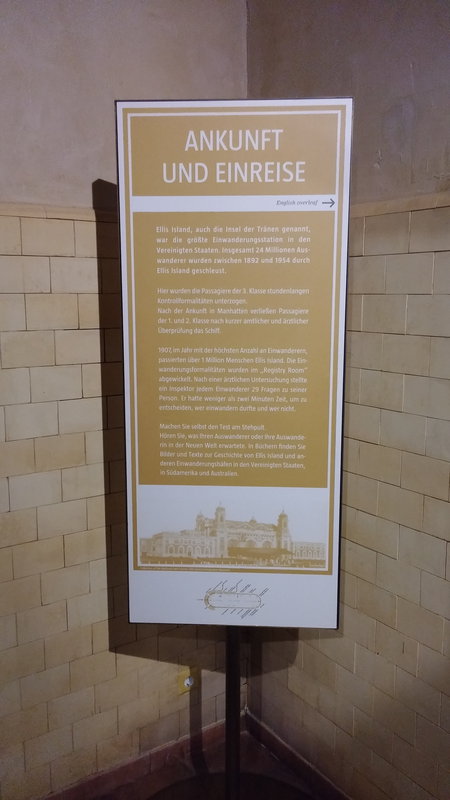 ANKUNFT
UND EINREISE
English overleaf
Ellis Island, auch die Insel der Tränen genannt,
war die größte Einwanderungsstation in den
Vereinigten Staaten. Insgesamt 24 Millionen Aus-
wanderer wurden zwischen 1892 und 1954 durch
Ellis Island geschleust.
Hier wurden die Passagiere der 3. Klasse stundenlangen
Kontrollformalitäten unterzogen.
Nach der Ankunft in Manhattan verließen Passagiere
der 1. und 2. Klasse nach kurzer amtlicher und ärztlicher
Überprüfung das Schiff.
1907, im Jahr mit der höchsten Anzahl an Einwanderern,
passierten über 1 Million Menschen Ellis Island. Die Ein-
wanderungsformalitäten wurden im „Registry Room“
abgewickelt. Nach einer ärztlichen Untersuchung stellte
ein Inspektor jedem Einwanderer 29 Fragen zu seiner
Person. Er hatte weniger als zwei Minuten Zeit, um zu
entscheiden, wer einwandern durfte und wer nicht.
Machen Sie selbst den Test am Stehpult.
Hören Sie, was Ihren Auswanderer oder Ihre Auswande-
rin in der Neuen Welt erwartete. In Büchern finden Sie
Bilder und Texte zur Geschichte von Ellis Island und an-
deren Einwanderungshäfen in den Vereinigten Staaten,
in Südamerika und Australien.